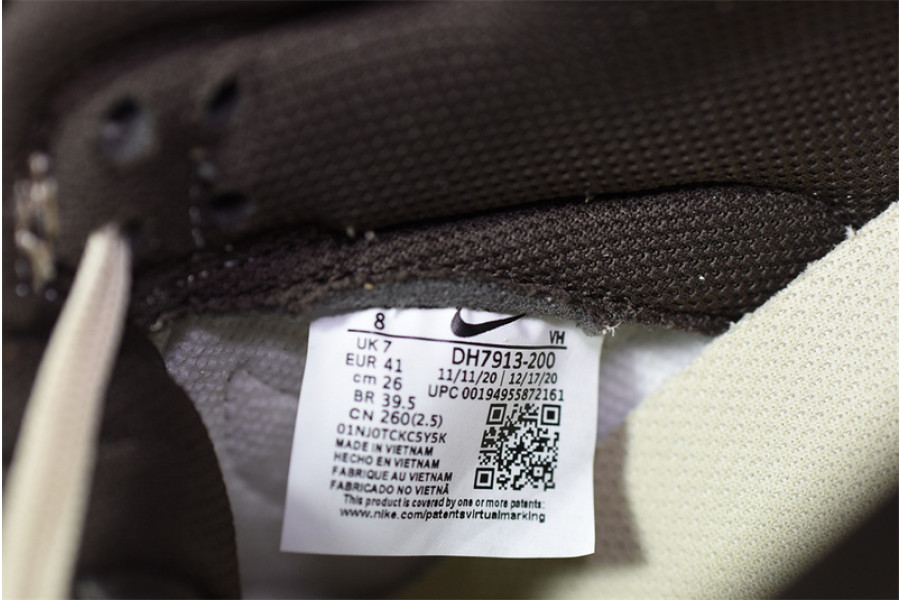 8
VH
UK 7
EUR 41
cm 26
BR 39.5
CN 260(2.5)
DH7913-200
11/11/20 | 12/17/20
UPC 00194955872161
01NJ0TCKC5Y5K
MADE IN VIETNAM
HECHO EN VIETNAM
FABRIQUE AU VIETNAM
FABRICADO NO VIETNÃ
This product is covered by one or more patents:
www.nike.com/patentsvirtualmarking